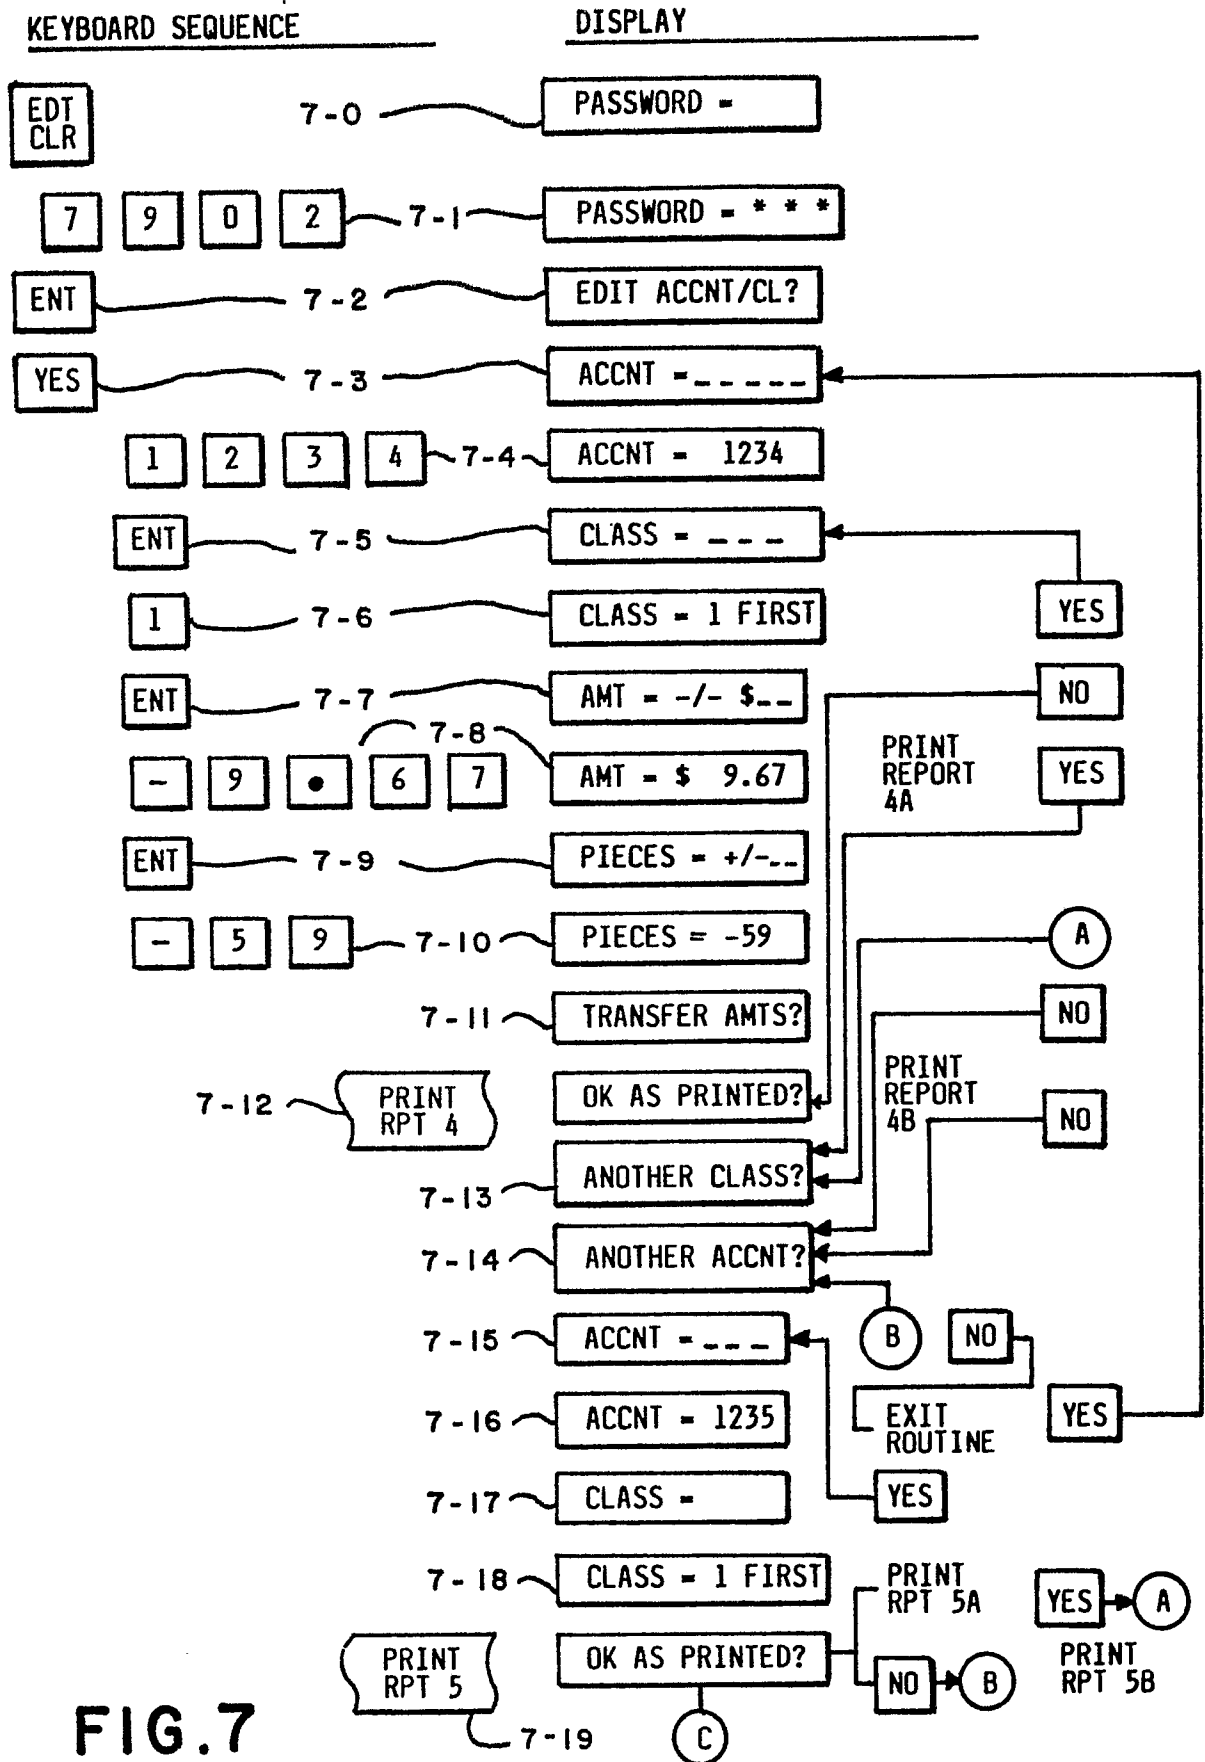 KEYBOARD SEQUENCE DISPLAY
EDT
CLR
7-0 PASSWORD =
7 9 0 2 7-1 PASSWORD = * * *
ENT 7-2 EDIT ACCNT/CL?
YES 7-3 ACCNT =_ _ _ _ _
1 2 3 4 7-4 ACCNT = 1234
ENT 7-5 CLASS = _ _ _
YES
1 7-6 CLASS = 1 FIRST
ENT 7-7 AMT = -/- $_ _ NO
7-8
PRINT
REPORT
4A
YES
- 9 • 6 7 AMT = $ 9.67
ENT 7-9 PIECES = +/-_ _
- 5 9 7-10 PIECES = -59 A
7-11 TRANSFER AMTS? NO
PRINT
REPORT
4B
NO
7-12 PRINT
RPT 4
OK AS PRINTED?
7-13 ANOTHER CLASS?
7-14 ANOTHER ACCNT?
7-15 ACCNT = _ _ _ B NO
7-16 ACCNT = 1235 EXIT
ROUTINE
YES
7-17 CLASS = YES
7-18 CLASS = 1 FIRST PRINT
RPT 5A
YES A
PRINT
RPT 5B
PRINT
RPT 5
OK AS PRINTED? NO B
7-19 C
FIG.7